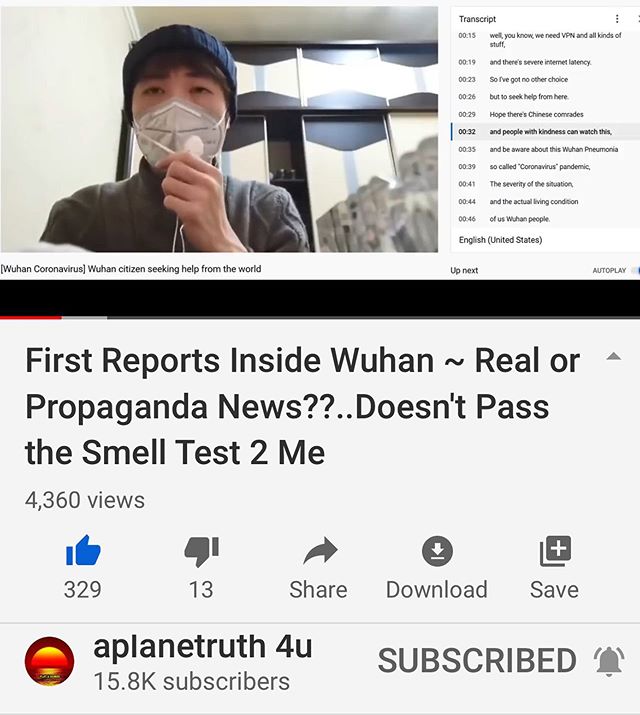 Transcript
00:15 well, you know, we need VPN and all kinds of
stuff,
00:19 and there's severe internet latency.
00:23 So I've got no other choice
00:26 but to seek help from here.
00:29 Hope there's Chinese comrades
00:32 and people with kindness can watch this,
00:35 and be aware about this Wuhan Pneumonia
00:39 so called "Coronavirus" pandemic,
00:41 The severity of the situation,
00:44 and the actual living condition
00:46 of us Wuhan people.
English (United States)
[Wuhan Coronavirus] Wuhan citizen seeking help from the world
Up next AUTOPLAY
First Reports Inside Wuhan ~ Real or
Propaganda News??..Doesn't Pass
the Smell Test 2 Me
4,360 views
329 13 Share Download Save
aplanetruth 4u
15.8K subscribers
SUBSCRIBED